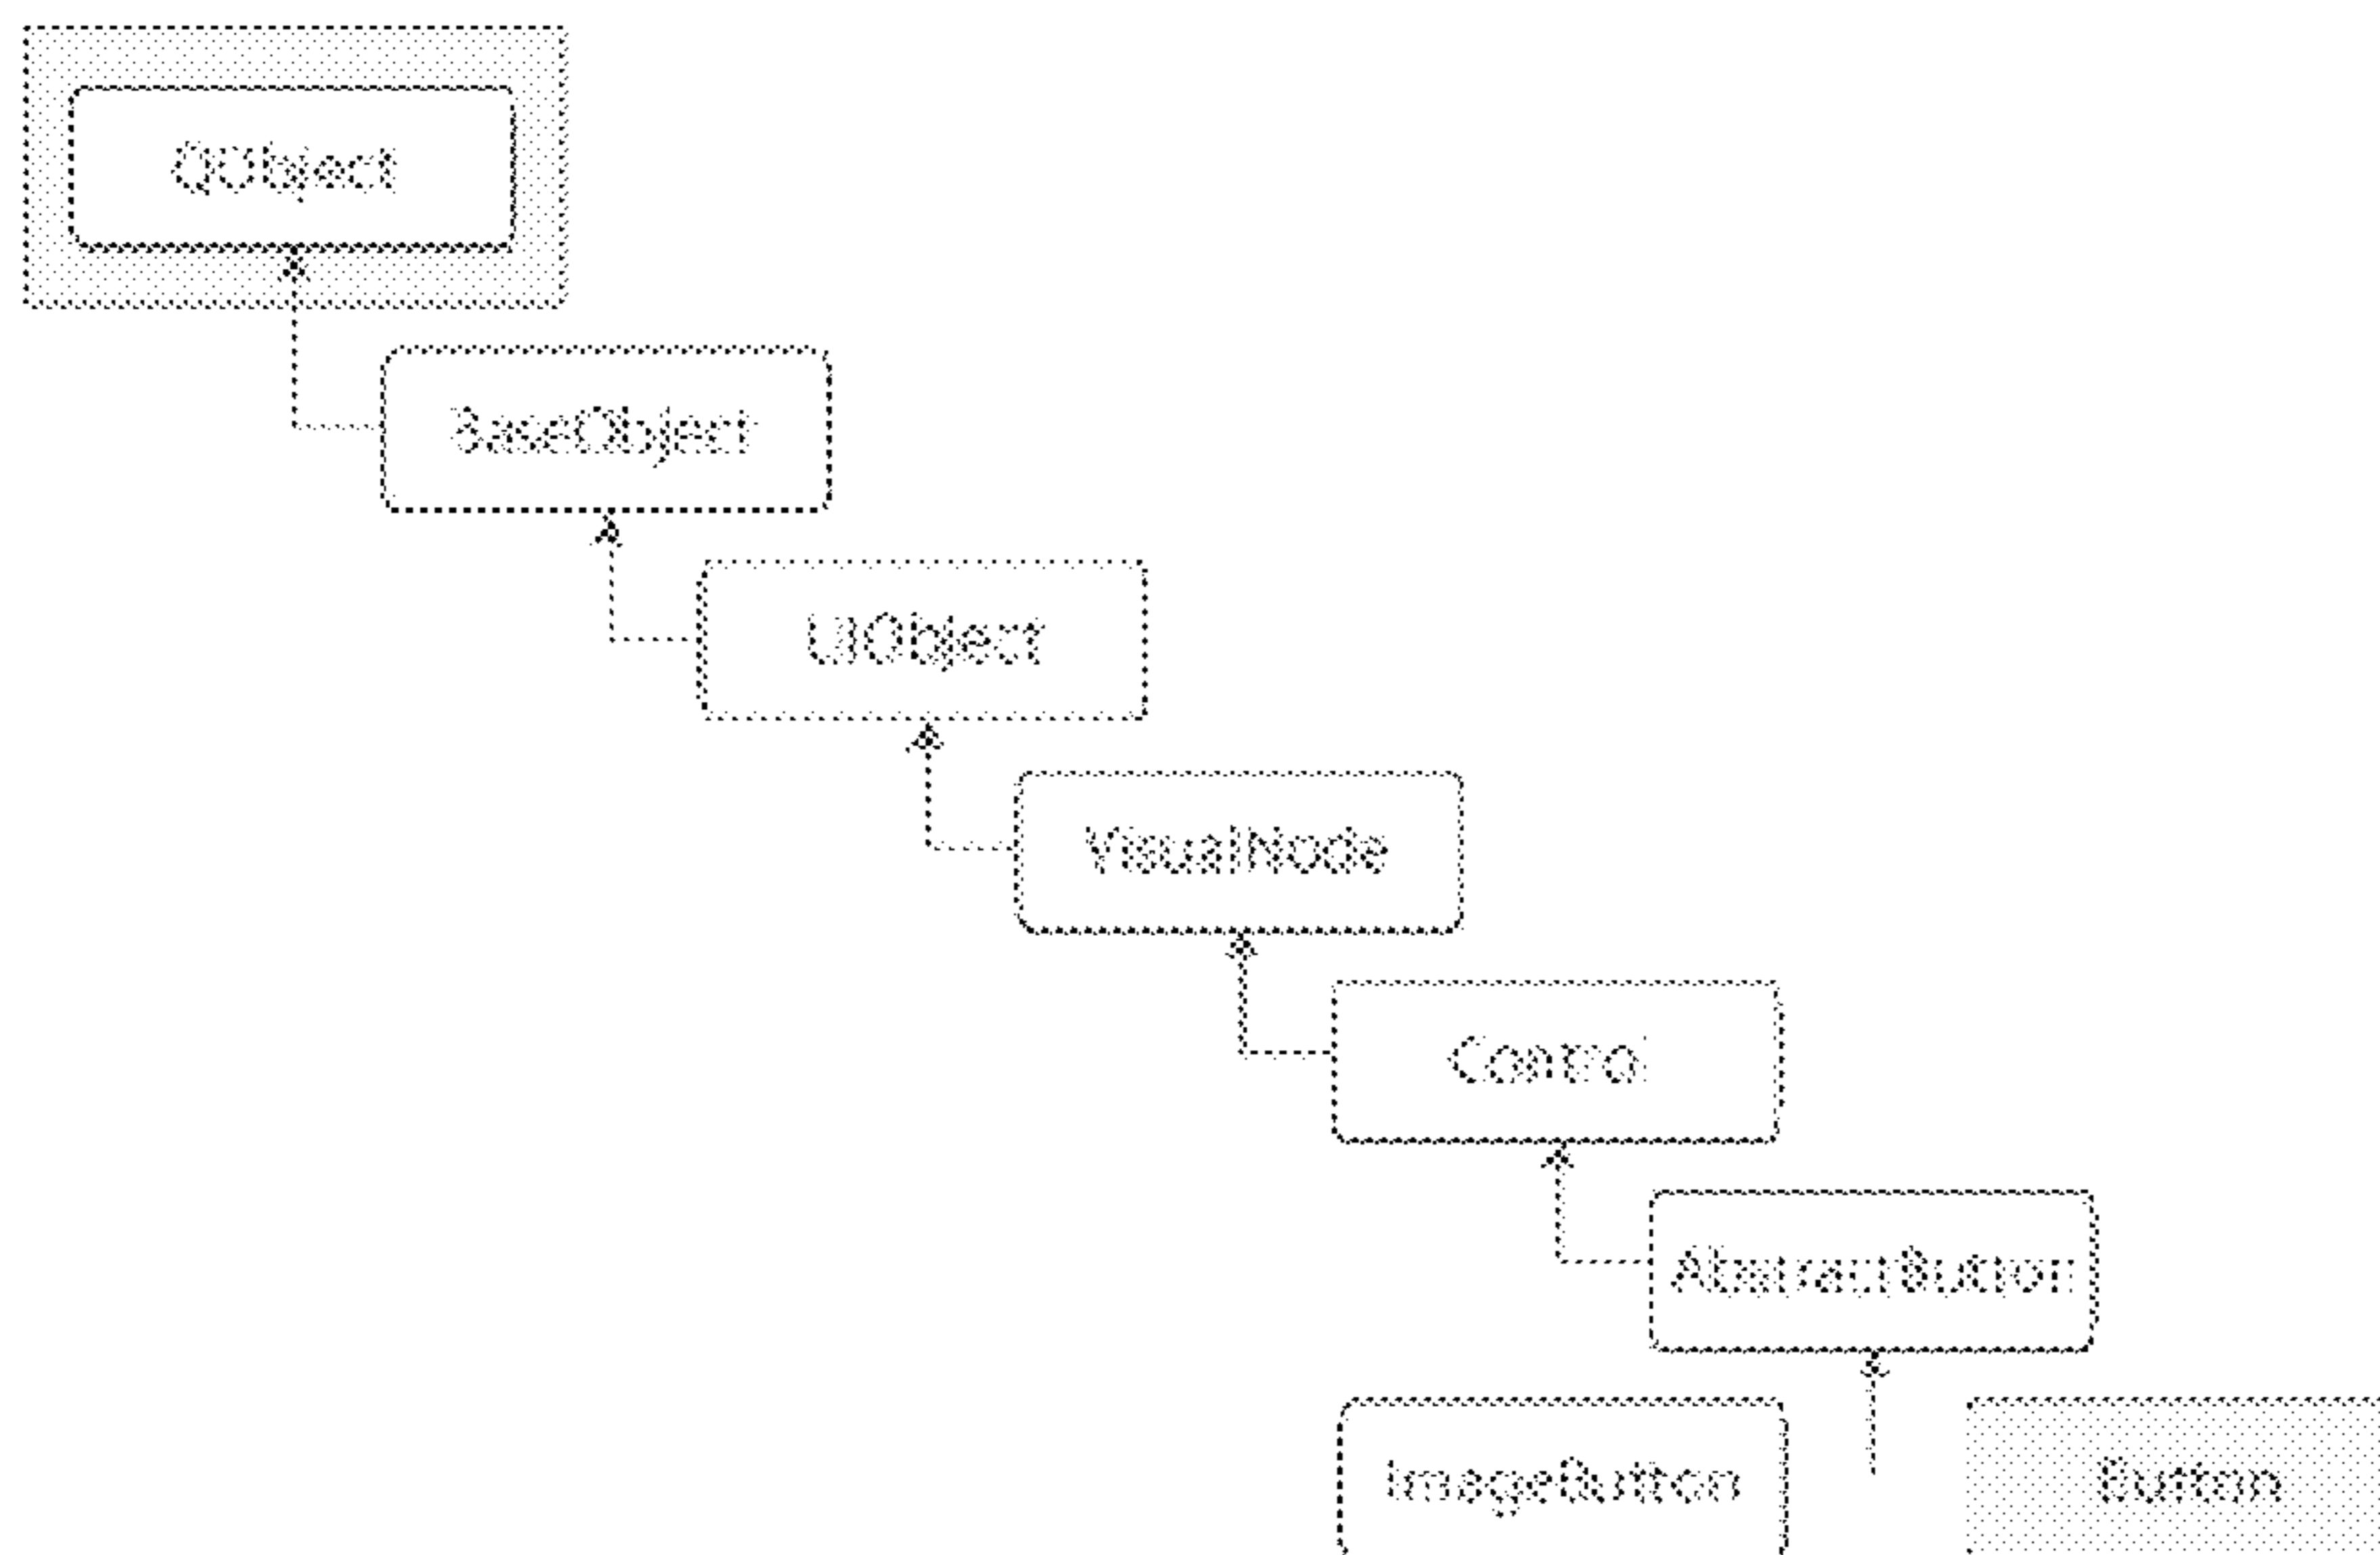 QObject
BaseObject
UIObject
VisualNode
Control
AbstractButton
ImageButton
Button